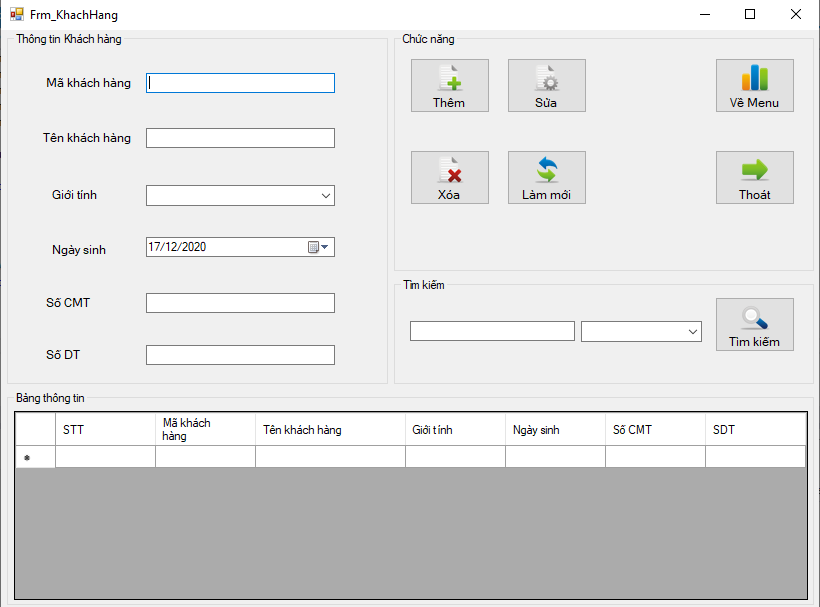 Frm_KhachHang
Thông tin Khách hàng
Mã khách hàng
Tên khách hàng
Giới tính
Ngày sinh
17/12/2020
Số CMT
Số DT
Chức năng
Thêm
Sửa
Về Menu
Xóa
Làm mới
Thoát
Tìm kiếm
Tìm kiếm
Bảng thông tin
STT
Mã khách
hàng
Tên khách hàng
Giới tính
Ngày sinh
Số CMT
SDT